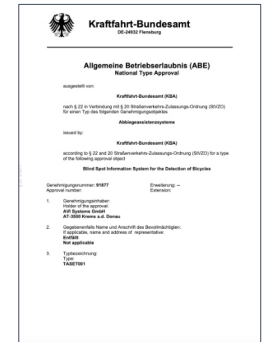 Kraftfahrt-Bundesamt
DE-24932 Flensburg
Allgemeine Betriebserlaubnis (ABE)
National Type Approval
ausgestellt von:
Kraftfahrt-Bundesamt (KBA)
nach § 22 in Verbindung mit § 20 Straßenverkehrs-Zulassungs-Ordnung (StVZO)
für einen Typ des folgenden Genehmigungsobjektes
Abbiegeassistenzsysteme
issued by:
Kraftfahrt-Bundesamt (KBA)
according to § 22 and 20 Straßenverkehrs-Zulassungs-Ordnung (StVZO) for a type
of the following approval object
Blind Spot Information System for the Detection of Bicycles
Genehmigungsnummer: 91877 Erweiterung: --
Approval number: Extension:
1. Genehmigungsinhaber:
Holder of the approval:
AVI Systems GmbH
AT-3500 Krems a.d. Donau
2. Gegebenenfalls Name und Anschrift des Bevollmächtigten:
If applicable, name and address of representative:
Entfällt
Not applicable
3. Typbezeichnung:
Type:
TASET001